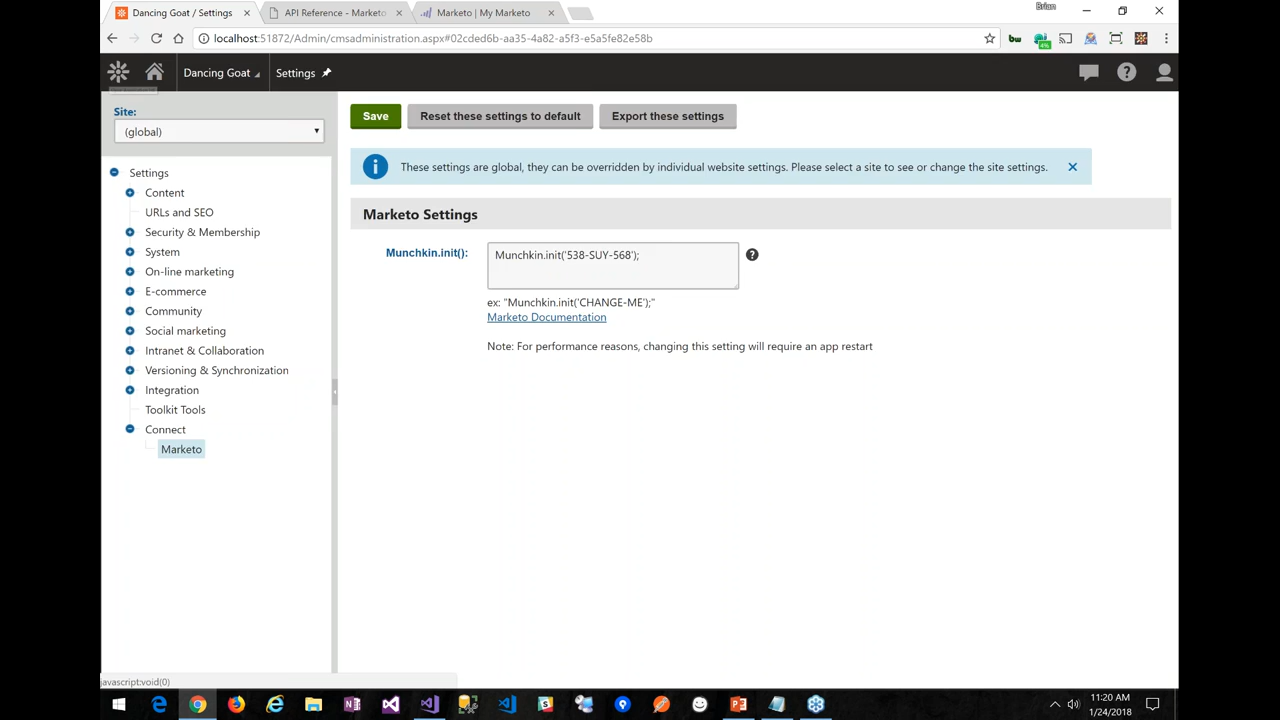 Brian
Dancing Goat / Settings
API Reference - Marketo
Marketo | My Marketo
localhost:51872/Admin/cmsadministration.aspx#02cded6b-aa35-4a82-a5f3-e5a5fe82e58b
4%
Dancing Goat
Settings
Site:
(global)
Save
Reset these settings to default
Export these settings
These settings are global, they can be overridden by individual website settings. Please select a site to see or change the site settings.
Settings
Content
URLs and SEO
Security & Membership
System
On-line marketing
E-commerce
Community
Social marketing
Intranet & Collaboration
Versioning & Synchronization
Integration
Toolkit Tools
Connect
Marketo
Marketo Settings
Munchkin.init():
Munchkin.init('538-SUY-568');
ex: "Munchkin.init('CHANGE-ME');"
Marketo Documentation
Note: For performance reasons, changing this setting will require an app restart
javascript:void(0)
11:20 AM
1/24/2018